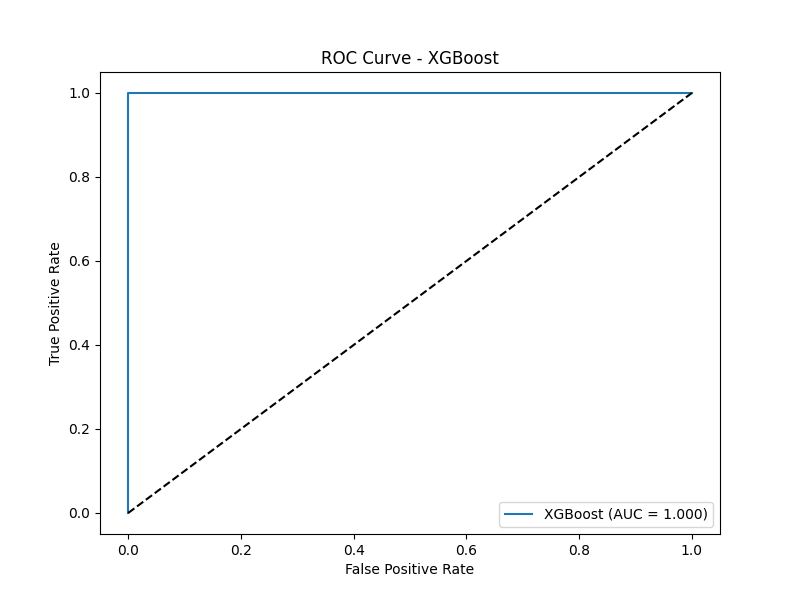 ROC Curve - XGBoost
True Positive Rate
1.0
0.8
0.6
0.4
0.2
0.0
XGBoost (AUC = 1.000)
0.0 0.2 0.4 0.6 0.8 1.0
False Positive Rate